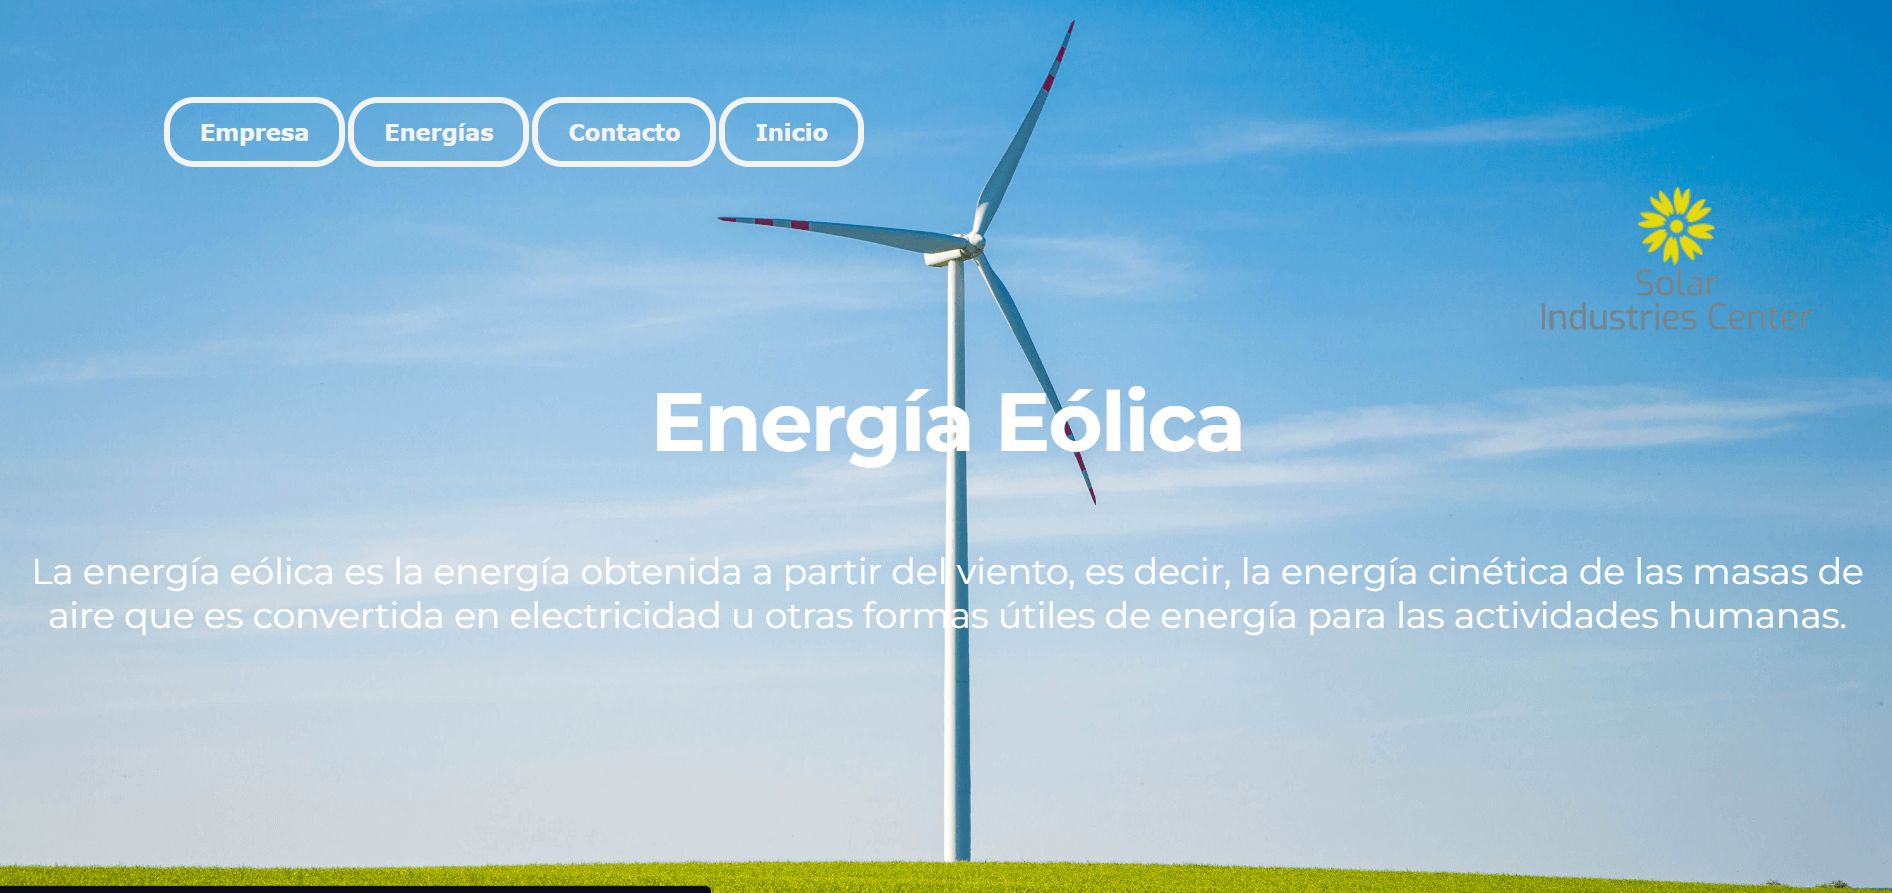 Empresa Energías Contacto Inicio
Solar
Industries Center
Energía Eólica
La energía eólica es la energía obtenida a partir del viento, es decir, la energía cinética de las masas de
aire que es convertida en electricidad u otras formas útiles de energía para las actividades humanas.